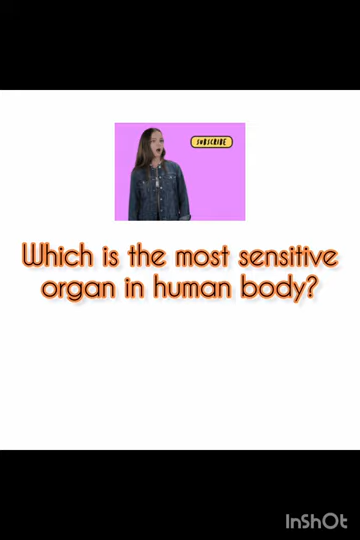 SUBSCRIBE
Which is the most sensitive
organ in human body?
InShOt